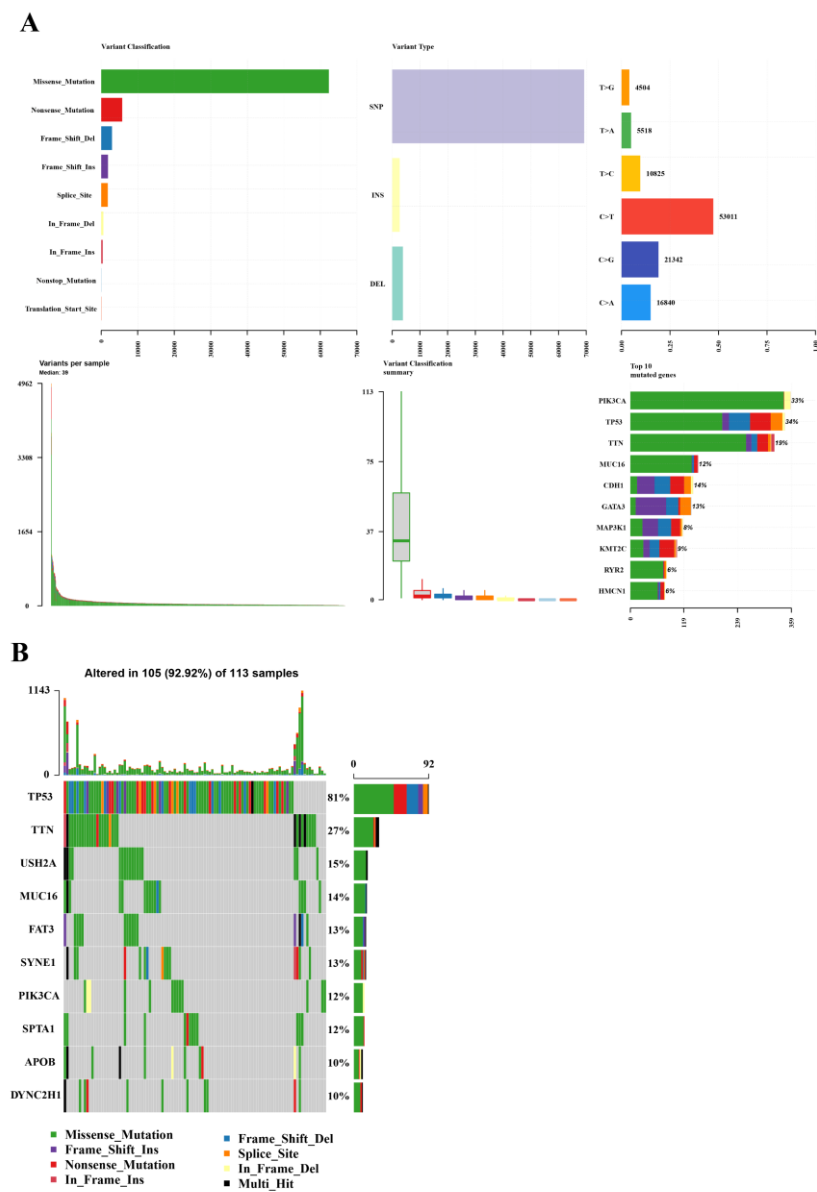 A
Variant Classification
Missense_Mutation
Nonsense_Mutation
Frame_Shift_Del
Frame_Shift_Ins
Splice_Site
In_Frame_Del
In_Frame_Ins
Nonstop_Mutation
Translation_Start_Site
0 10000 20000 30000 40000 50000 60000 70000
Variant Type
SNP
INS
DEL
0 10000 20000 30000 40000 50000 60000 70000
T>G 4504
T>A 5518
T>C 10825
C>T 53011
C>G 21342
C>A 16840
0.00 0.25 0.50 0.75 1.00
Variants per sample
Median: 39
4962
3308
1654
0
Variant Classification
summary
113
75
37
0
Top 10
mutated genes
PIK3CA 33%
TP53 34%
TTN 19%
MUC16 12%
CDH1 14%
GATA3 13%
MAP3K1 8%
KMT2C 9%
RYR2 6%
HMCN1 6%
0 119 239 359
B
Altered in 105 (92.92%) of 113 samples
1143
0
0 92
TP53 81%
TTN 27%
USH2A 15%
MUC16 14%
FAT3 13%
SYNE1 13%
PIK3CA 12%
SPTA1 12%
APOB 10%
DYNC2H1 10%
Missense_Mutation
Frame_Shift_Ins
Nonsense_Mutation
In_Frame_Ins
Frame_Shift_Del
Splice_Site
In_Frame_Del
Multi_Hit